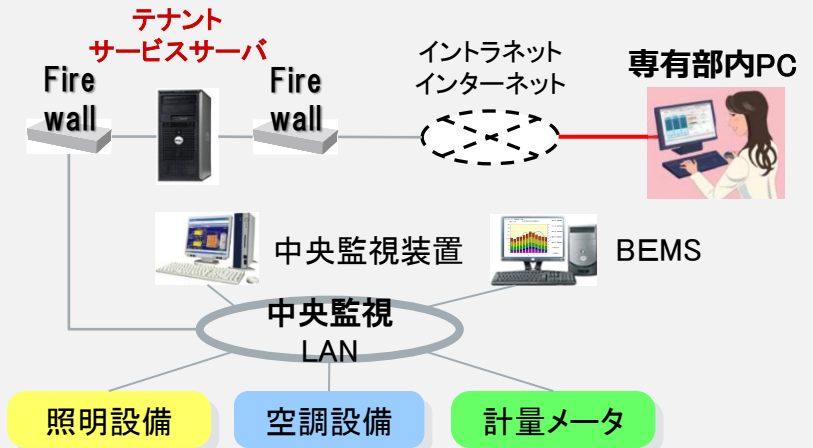 テナント
サービスサーバ
Fire
wall
Fire
wall
イントラネット
インターネット
専有部内PC
中央監視装置
BEMS
中央監視
LAN
照明設備
空調設備
計量メータ